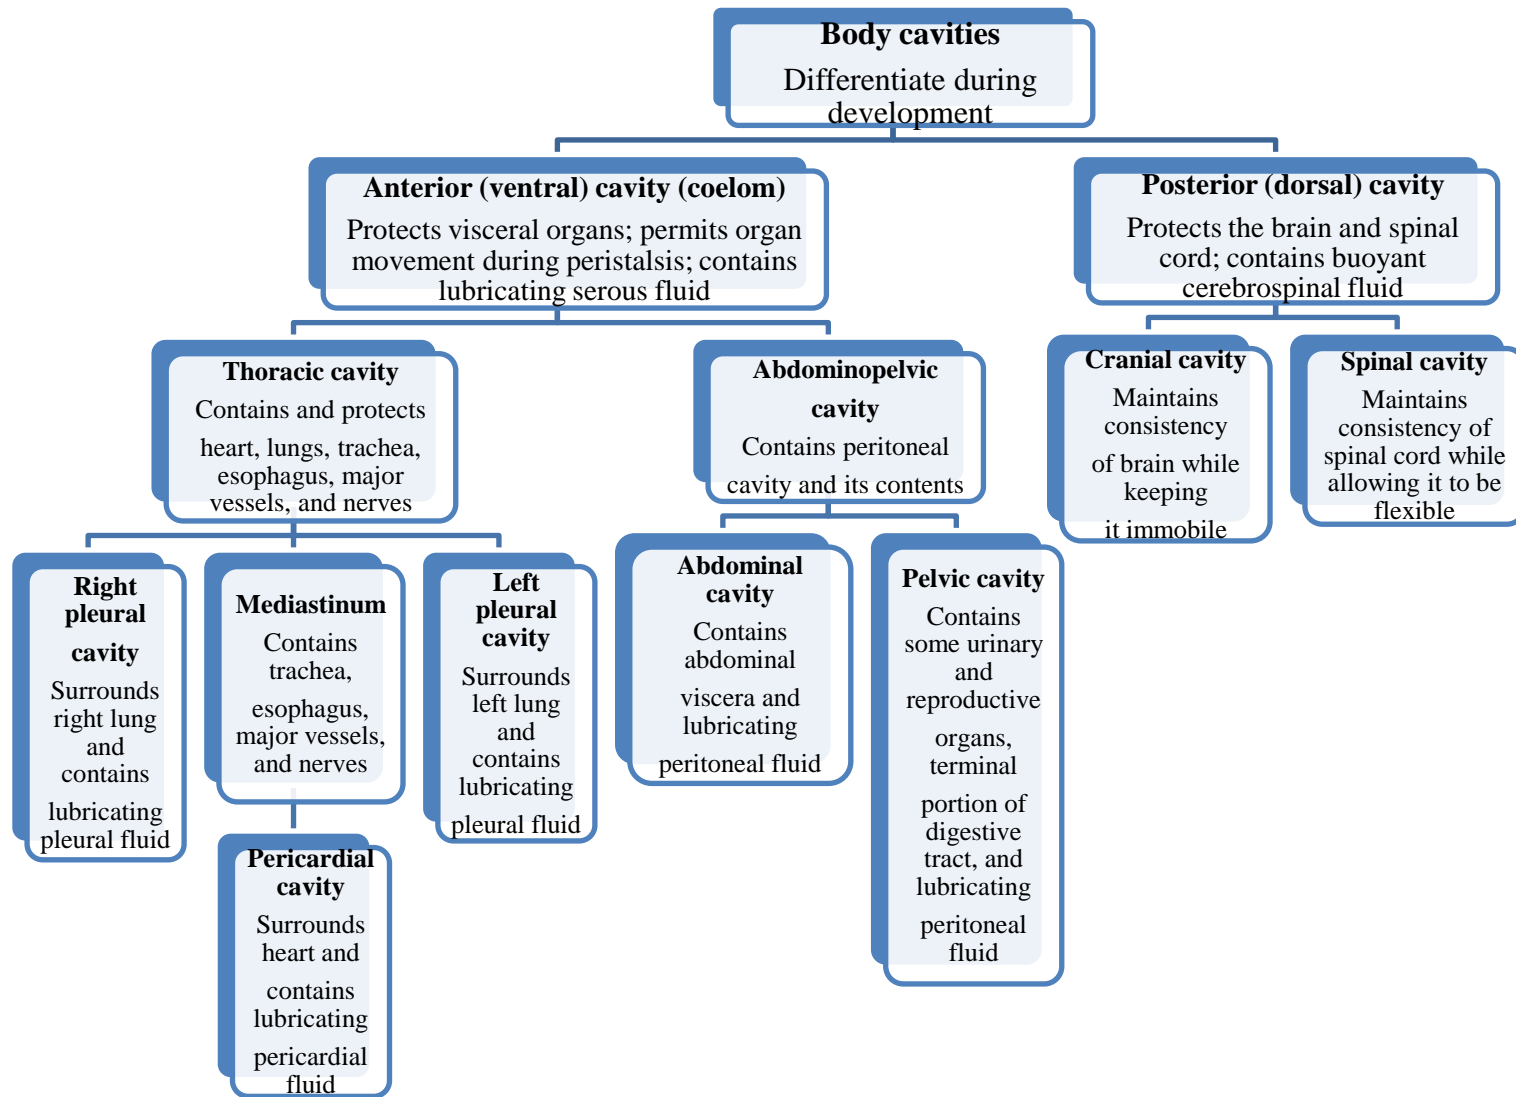 Body cavities
Differentiate during
development
Anterior (ventral) cavity (coelom)
Protects visceral organs; permits organ
movement during peristalsis; contains
lubricating serous fluid
Posterior (dorsal) cavity
Protects the brain and spinal
cord; contains buoyant
cerebrospinal fluid
Thoracic cavity
Contains and protects
heart, lungs, trachea,
esophagus, major
vessels, and nerves
Abdominopelvic
cavity
Contains peritoneal
cavity and its contents
Cranial cavity
Maintains
consistency
of brain while
keeping
it immobile
Spinal cavity
Maintains
consistency of
spinal cord while
allowing it to be
flexible
Right
pleural
cavity
Surrounds
right lung
and
contains
lubricating
pleural fluid
Mediastinum
Contains
trachea,
esophagus,
major vessels,
and nerves
Left
pleural
cavity
Surrounds
left lung
and
contains
lubricating
pleural fluid
Abdominal
cavity
Contains
abdominal
viscera and
lubricating
peritoneal fluid
Pelvic cavity
Contains
some urinary
and
reproductive
organs,
terminal
portion of
digestive
tract, and
lubricating
peritoneal
fluid
Pericardial
cavity
Surrounds
heart and
contains
lubricating
pericardial
fluid